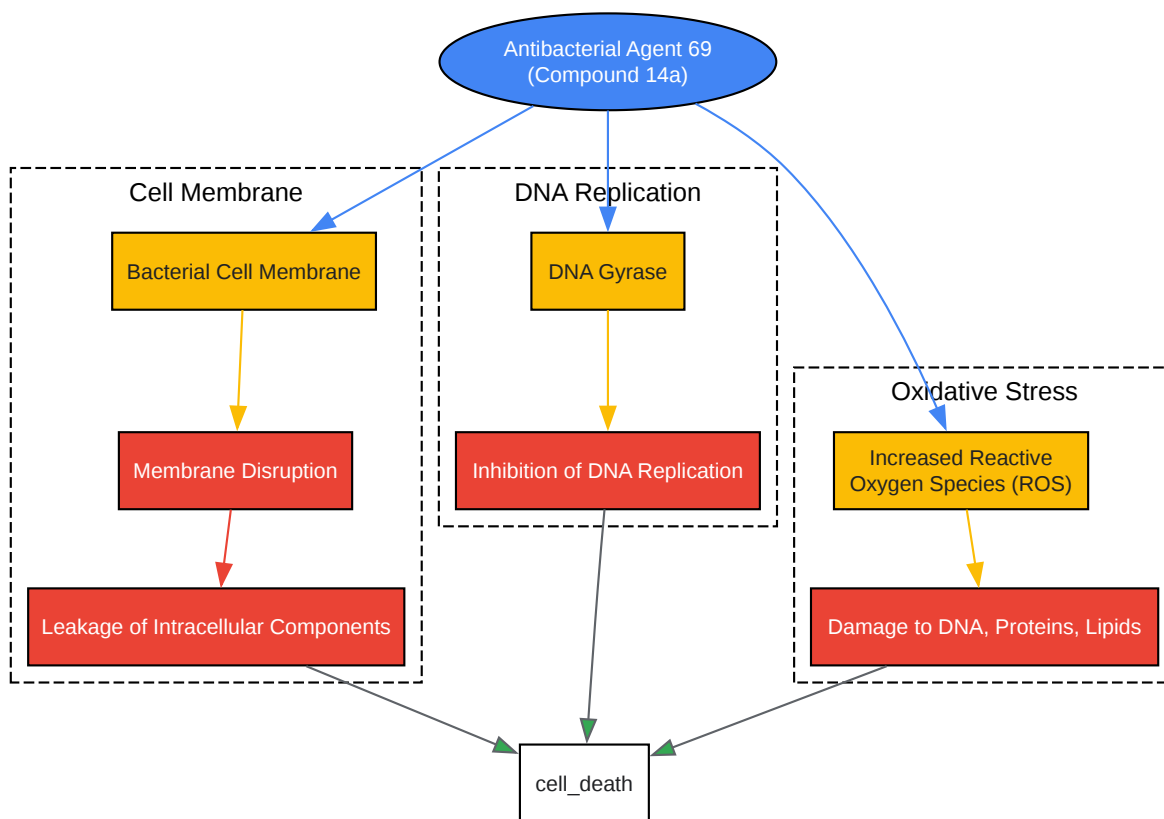 Antibacterial Agent 69
(Compound 14a)
Cell Membrane
Bacterial Cell Membrane
Membrane Disruption
Leakage of Intracellular Components
DNA Replication
DNA Gyrase
Inhibition of DNA Replication
Oxidative Stress
Increased Reactive
Oxygen Species (ROS)
Damage to DNA, Proteins, Lipids
cell_death